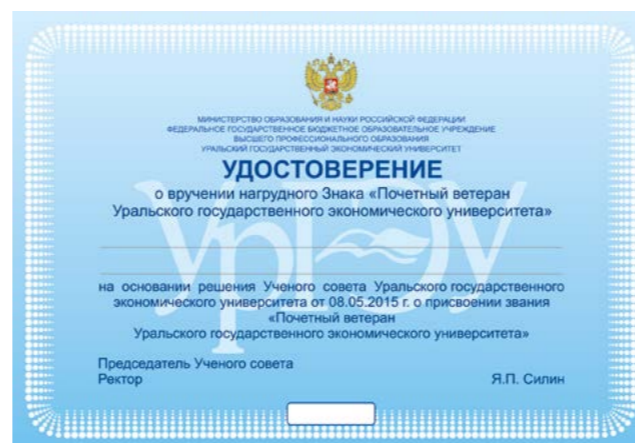 МИНИСТЕРСТВО ОБРАЗОВАНИЯ И НАУКИ РОССИЙСКОЙ ФЕДЕРАЦИИ
ФЕДЕРАЛЬНОЕ ГОСУДАРСТВЕННОЕ БЮДЖЕТНОЕ ОБРАЗОВАТЕЛЬНОЕ УЧРЕЖДЕНИЕ
ВЫСШЕГО ПРОФЕССИОНАЛЬНОГО ОБРАЗОВАНИЯ
УРАЛЬСКИЙ ГОСУДАРСТВЕННЫЙ ЭКОНОМИЧЕСКИЙ УНИВЕРСИТЕТ
УДОСТОВЕРЕНИЕ
о вручении нагрудного Знака «Почетный ветеран
Уральского государственного экономического университета»
УрГЭУ
на основании решения Ученого совета Уральского государственного
экономического университета от 08.05.2015 г. о присвоении звания
«Почетный ветеран
Уральского государственного экономического университета»
Председатель Ученого совета
Ректор Я.П. Силин